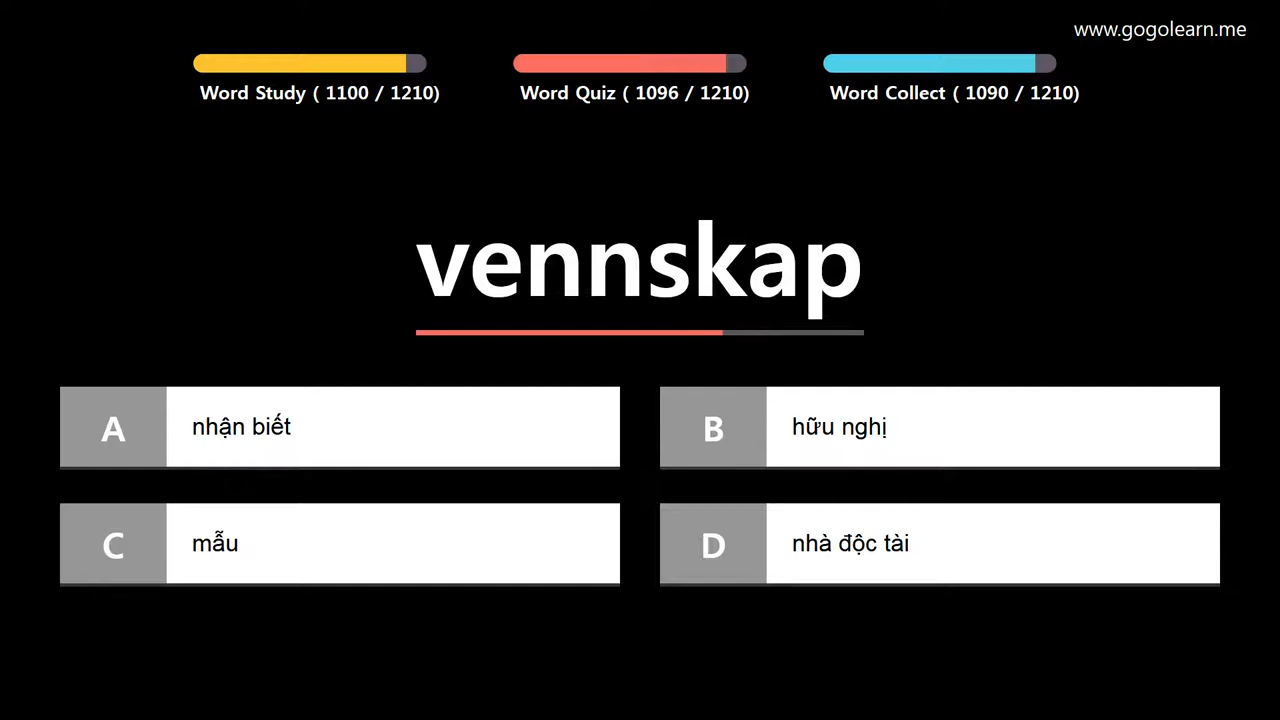 www.gogolearn.me
Word Study ( 1100 / 1210)
Word Quiz ( 1096 / 1210)
Word Collect ( 1090 / 1210)
vennskap
A nhận biết
B hữu nghị
C mẫu
D nhà độc tài